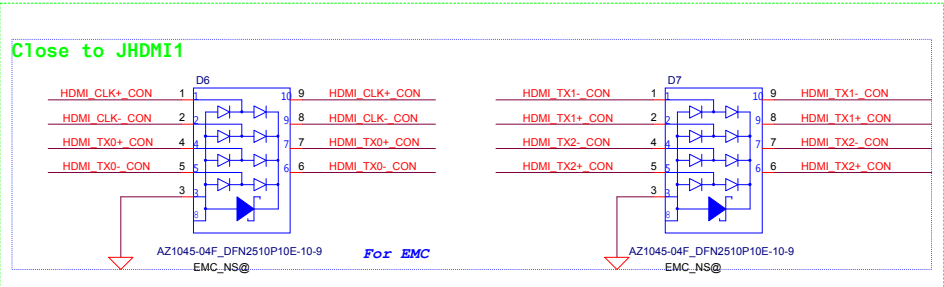 Close to JHDMI1
D6
HDMI_CLK+_CON 1 1 10 9 HDMI_CLK+_CON
HDMI_CLK-_CON 2 2 9 8 HDMI_CLK-_CON
HDMI_TX0+_CON 4 4 7 7 HDMI_TX0+_CON
HDMI_TX0-_CON 5 5 6 6 HDMI_TX0-_CON
3 3
8
AZ1045-04F_DFN2510P10E-10-9
EMC_NS@
For EMC
D7
HDMI_TX1-_CON 1 1 10 9 HDMI_TX1-_CON
HDMI_TX1+_CON 2 2 9 8 HDMI_TX1+_CON
HDMI_TX2-_CON 4 4 7 7 HDMI_TX2-_CON
HDMI_TX2+_CON 5 5 6 6 HDMI_TX2+_CON
3 3
8
AZ1045-04F_DFN2510P10E-10-9
EMC_NS@